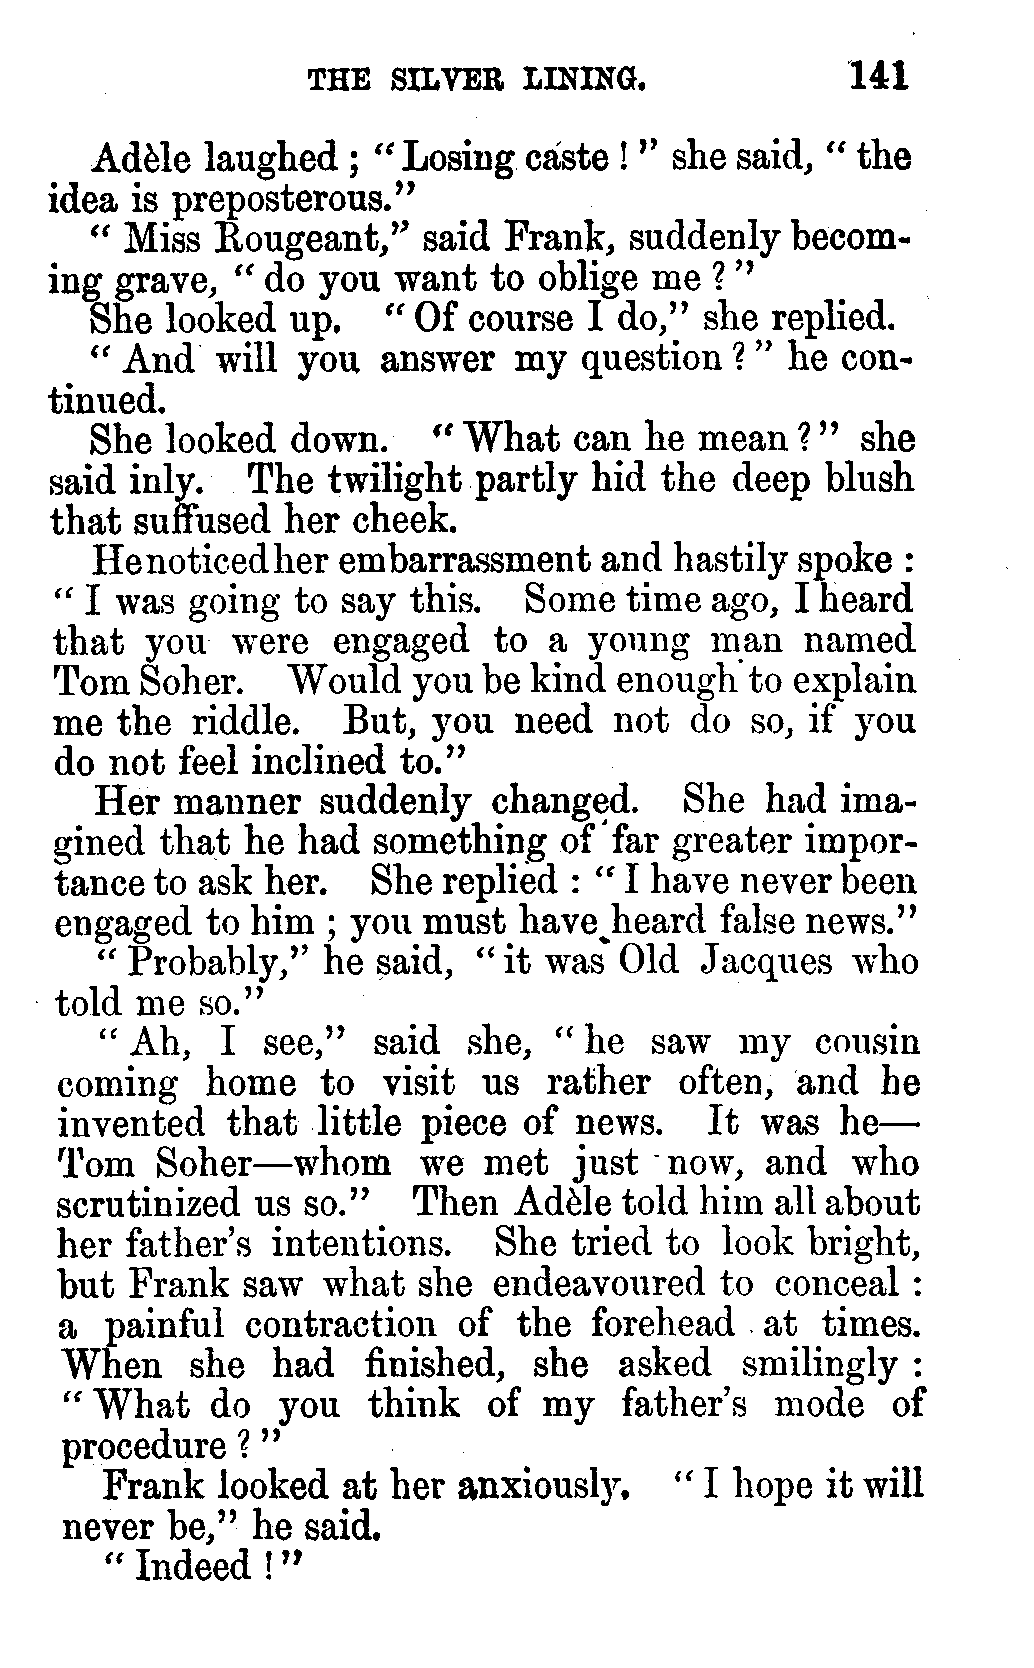 THE SILVER LINING. 141
Adèle laughed ; “ Losing caste ! ” she said, “ the
idea is preposterous.”
“ Miss Rougeant,” said Frank, suddenly becom-
ing grave, “ do you want to oblige me ? ”
She looked up. “ Of course I do,” she replied.
“ And will you answer my question ? ” he con-
tinued.
She looked down. “ What can he mean ? ” she
said inly. The twilight partly hid the deep blush
that suffused her cheek.
He noticed her embarrassment and hastily spoke :
“ I was going to say this. Some time ago, I heard
that you were engaged to a young man named
Tom Soher. Would you be kind enough to explain
me the riddle. But, you need not do so, if you
do not feel inclined to.”
Her manner suddenly changed. She had ima-
gined that he had something of far greater impor-
tance to ask her. She replied : “ I have never been
engaged to him ; you must have heard false news.”
“ Probably,” he said, “ it was Old Jacques who
told me so.”
“ Ah, I see,” said she, “ he saw my cousin
coming home to visit us rather often, and he
invented that little piece of news. It was he—
Tom Soher—whom we met just now, and who
scrutinized us so.” Then Adèle told him all about
her father’s intentions. She tried to look bright,
but Frank saw what she endeavoured to conceal :
a painful contraction of the forehead at times.
When she had finished, she asked smilingly :
“ What do you think of my father’s mode of
procedure ? ”
Frank looked at her anxiously. “ I hope it will
never be,” he said.
“ Indeed ! ”